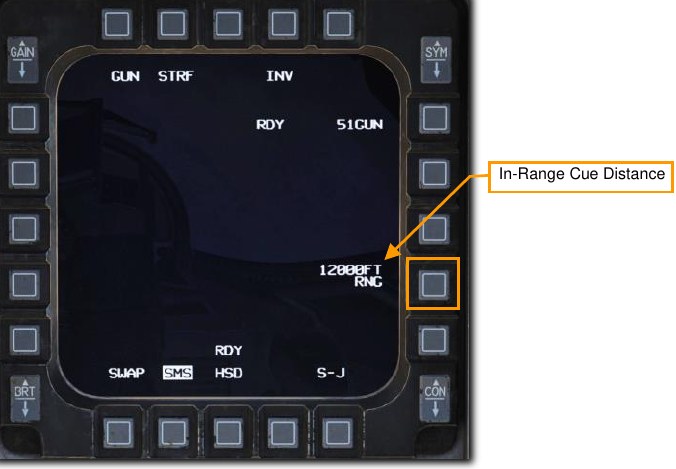 GAIN
SYM
GUN STRF INV
RDY 51GUN
In-Range Cue Distance
12000FT
RNG
RDY
SWAP SMS HSD S-J
BRT
CON